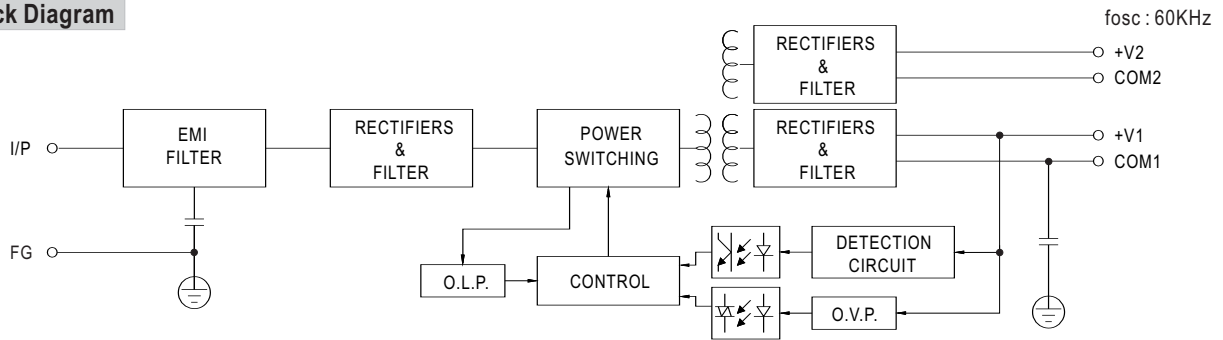 ck Diagram
fosc : 60KHz
RECTIFIERS
&
FILTER
+V2
COM2
I/P
EMI
FILTER
RECTIFIERS
&
FILTER
POWER
SWITCHING
RECTIFIERS
&
FILTER
+V1
COM1
FG
O.L.P.
CONTROL
DETECTION
CIRCUIT
O.V.P.